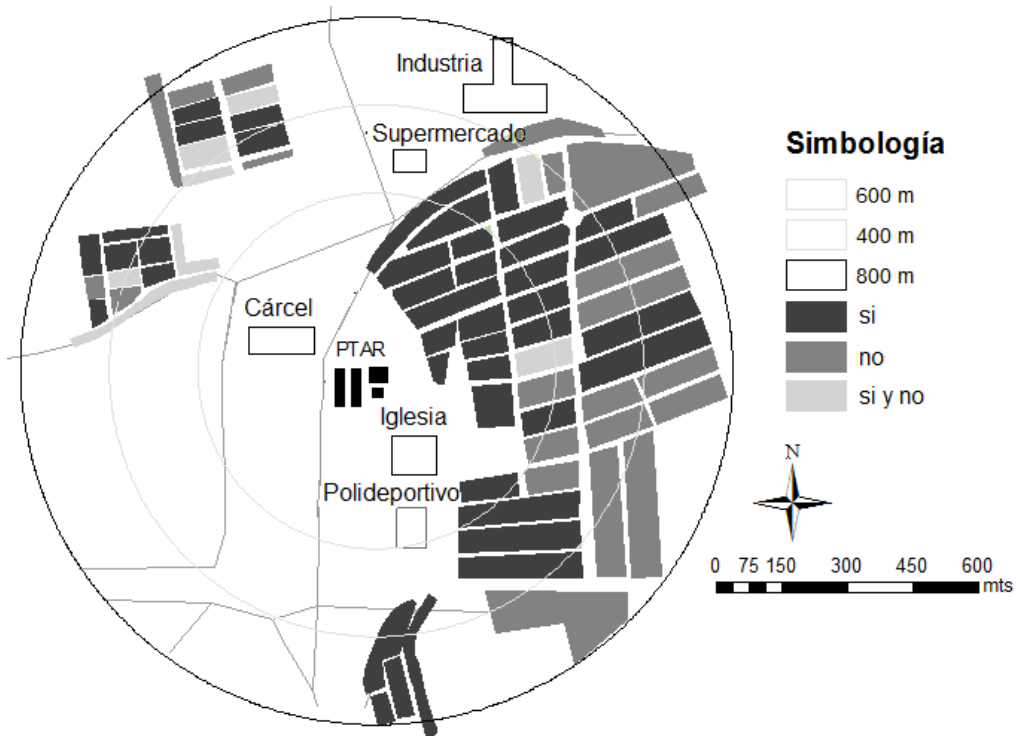 Industria
Supermercado
Cárcel
PTAR
Iglesia
Polideportivo
Simbología
600 m
400 m
800 m
si
no
si y no
N
0 75 150 300 450 600
mts